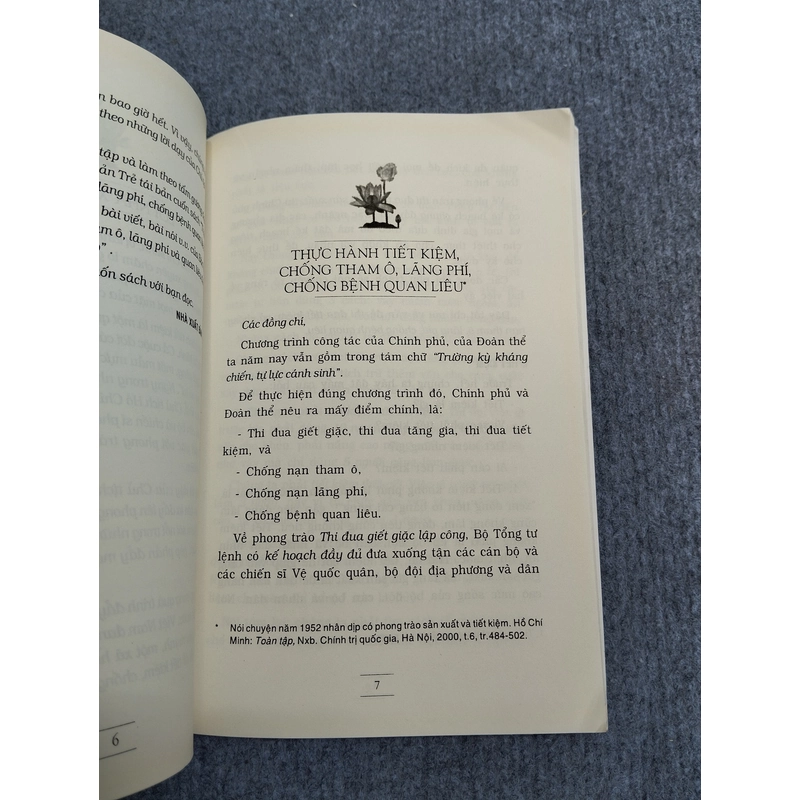 n bao giờ hết. Vì vậy,
theo những lời dạy của
tập và làm theo tấm gương
ản Trẻ tái bản cuốn sách
lãng phí, chống bệnh quan
bài viết, bài nói v.v. của
m ô, lãng phí và quan liêu
o".
ốn sách với bạn đọc.
NHÀ XUẤT
6
THỰC HÀNH TIẾT KIỆM,
CHỐNG THAM Ô, LÃNG PHÍ,
CHỐNG BỆNH QUAN LIÊU*
Các đồng chí,
Chương trình công tác của Chính phủ, của Đoàn thể
ta năm nay vẫn gồm trong tám chữ "Trường kỳ kháng
chiến, tự lực cánh sinh".
Để thực hiện đúng chương trình đó, Chính phủ và
Đoàn thể nêu ra mấy điểm chính, là:
- Thi đua giết giặc, thi đua tăng gia, thi đua tiết
kiệm, và
- Chống nạn tham ô,
- Chống nạn lãng phí,
- Chống bệnh quan liêu.
Về phong trào Thi đua giết giặc lập công, Bộ Tổng tư
lệnh có kế hoạch đầy đủ đưa xuống tận các cán bộ và
các chiến sĩ Vệ quốc quân, bộ đội địa phương và dân
* Nói chuyện năm 1952 nhân dịp có phong trào sản xuất và tiết kiệm. Hồ Chí
Minh: Toàn tập, Nxb. Chính trị quốc gia, Hà Nội, 2000, t.6, tr.484-502.
7